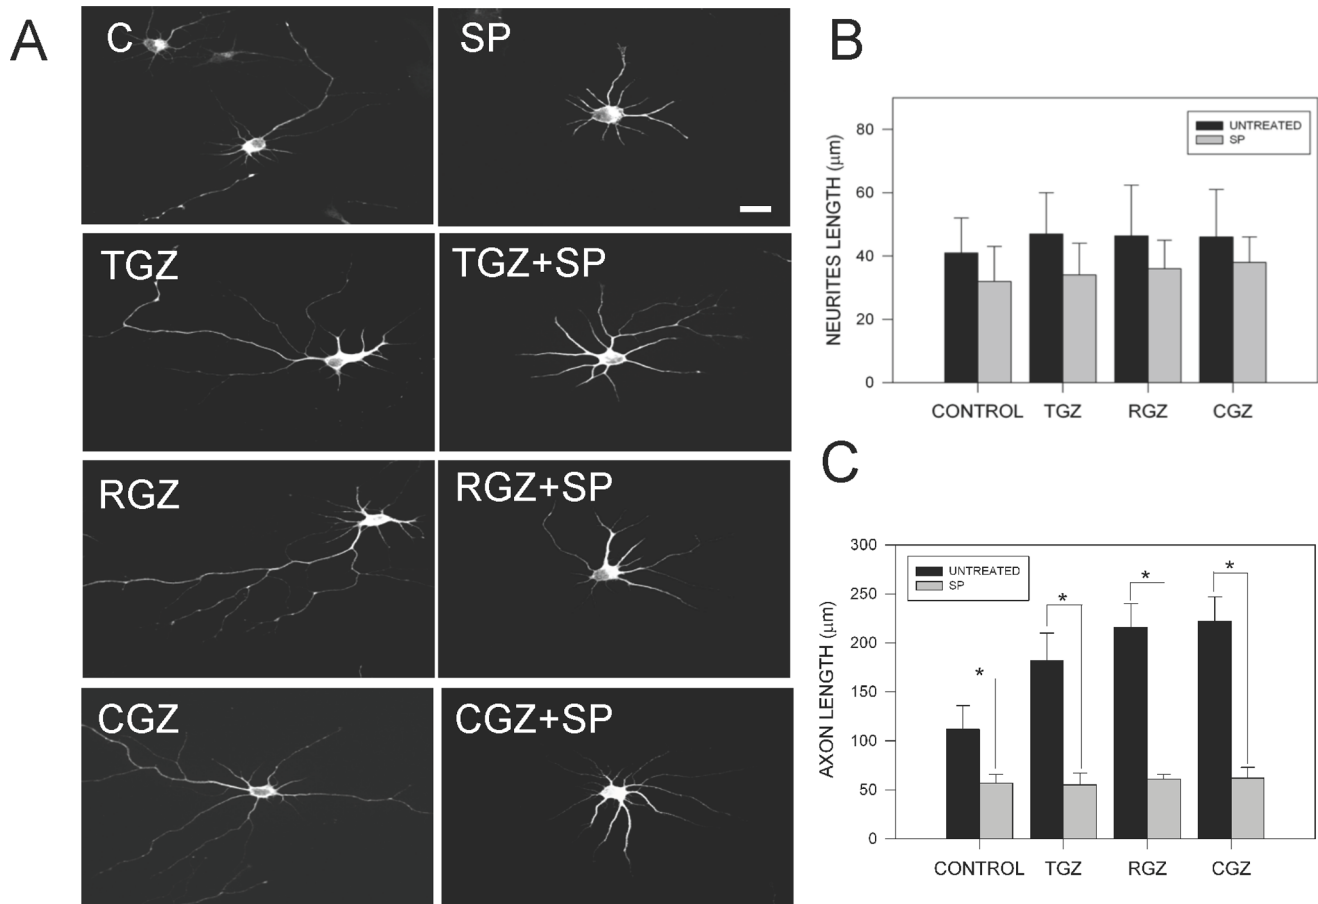 A
C
SP
TGZ
TGZ+SP
RGZ
RGZ+SP
CGZ
CGZ+SP
B
NEURITES LENGTH (μm)
80
60
40
20
0
UNTREATED
SP
CONTROL TGZ RGZ CGZ
C
AXON LENGTH (μm)
300
250
200
150
100
50
0
UNTREATED
SP
* * * *
CONTROL TGZ RGZ CGZ